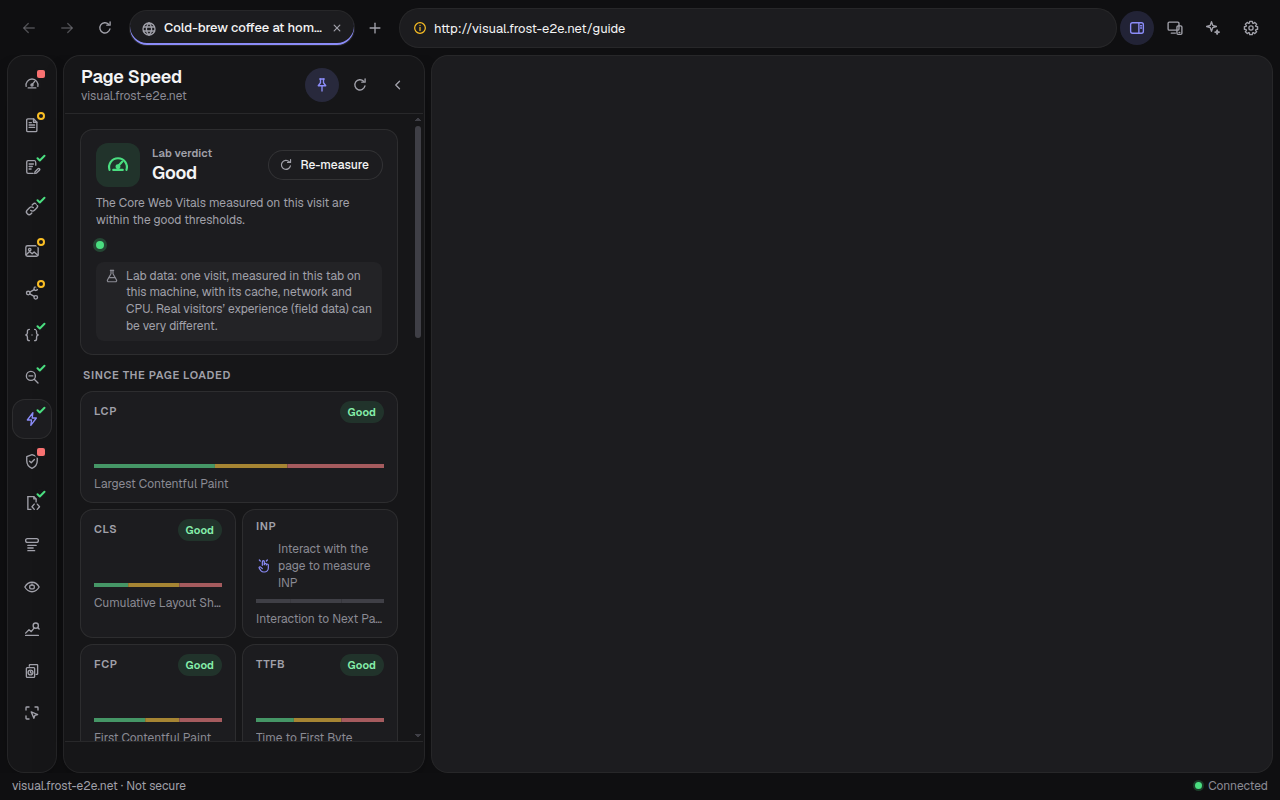 Cold-brew coffee at hom...
http://visual.frost-e2e.net/guide
Page Speed
visual.frost-e2e.net
Lab verdict
Good
Re-measure
The Core Web Vitals measured on this visit are
within the good thresholds.
Lab data: one visit, measured in this tab on
this machine, with its cache, network and
CPU. Real visitors' experience (field data) can
be very different.
SINCE THE PAGE LOADED
LCP
Good
Largest Contentful Paint
CLS
Good
Cumulative Layout Sh...
INP
Interact with the
page to measure
INP
Interaction to Next Pa...
FCP
Good
First Contentful Paint
TTFB
Good
Time to First Byte
visual.frost-e2e.net · Not secure
Connected